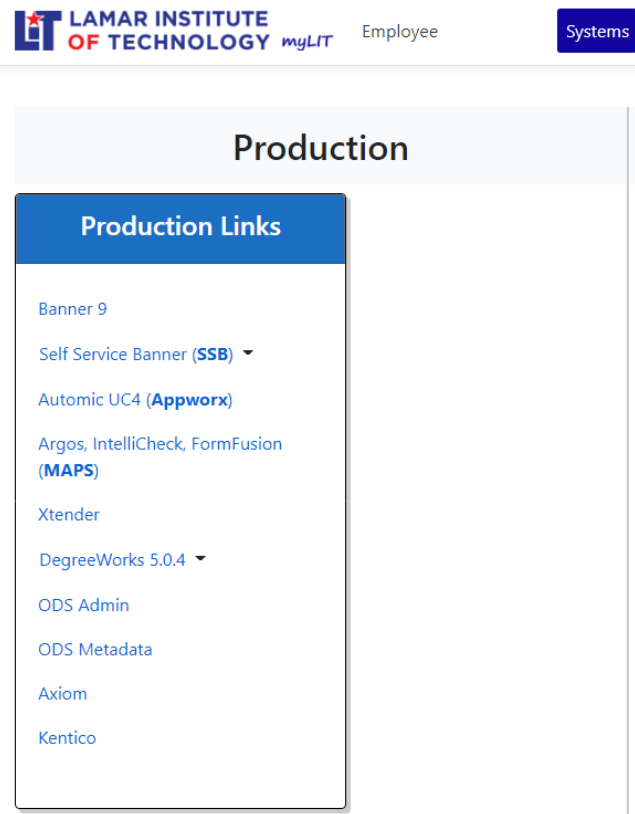 LAMAR INSTITUTE
OF TECHNOLOGY myLIT
Employee
Systems
Production
Production Links
Banner 9
Self Service Banner (SSB)
Automic UC4 (Appworx)
Argos, IntelliCheck, FormFusion
(MAPS)
Xtender
DegreeWorks 5.0.4
ODS Admin
ODS Metadata
Axiom
Kentico